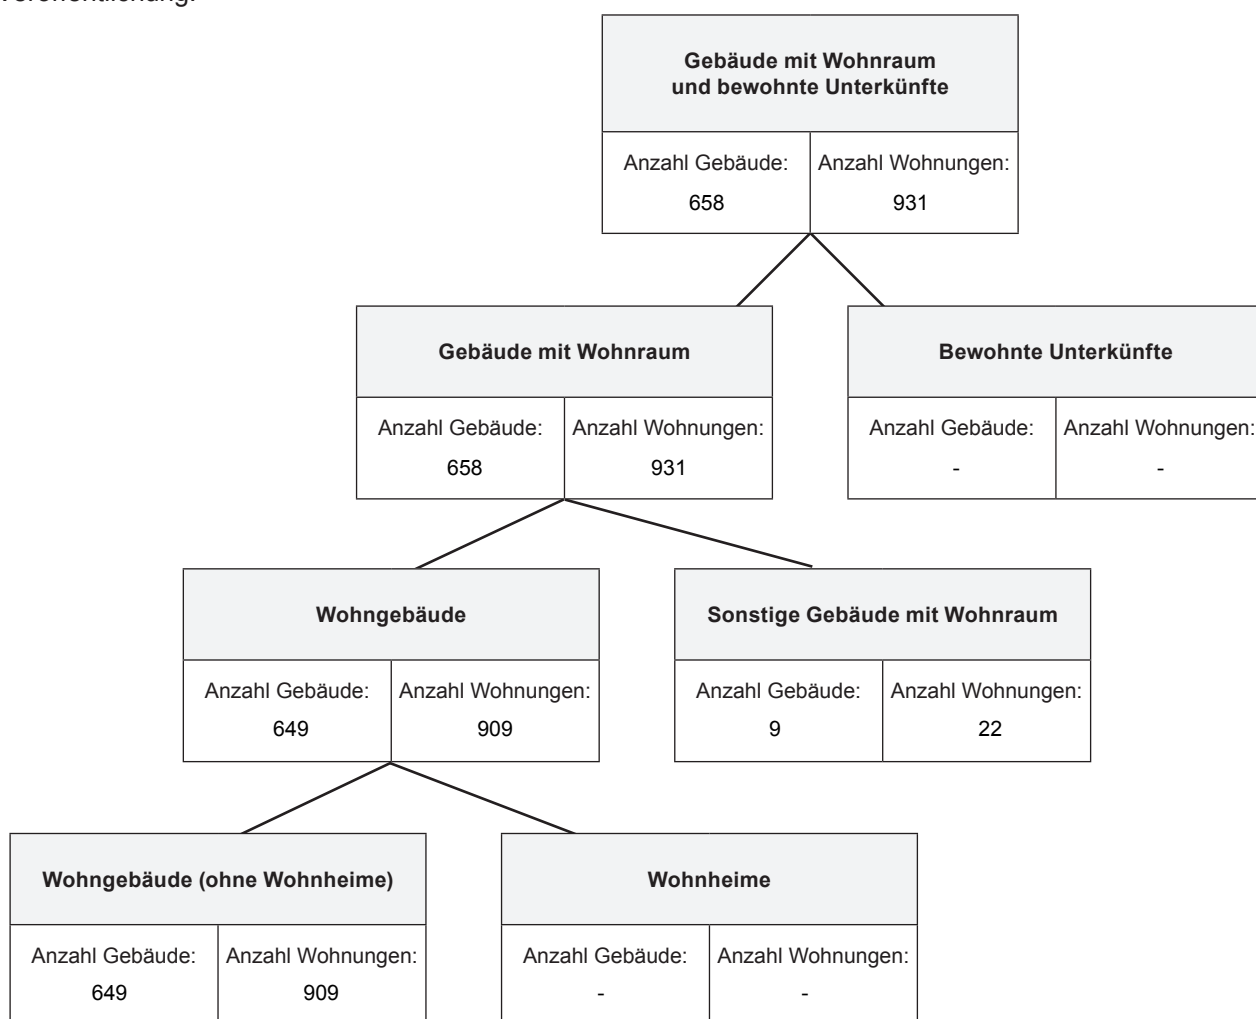 Veröffentlichung.
Gebäude mit Wohnraum
und bewohnte Unterkünfte
Anzahl Gebäude: Anzahl Wohnungen:
658 931
Gebäude mit Wohnraum Bewohnte Unterkünfte
Anzahl Gebäude: Anzahl Wohnungen: Anzahl Gebäude: Anzahl Wohnungen:
658 931 - -
Wohngebäude Sonstige Gebäude mit Wohnraum
Anzahl Gebäude: Anzahl Wohnungen: Anzahl Gebäude: Anzahl Wohnungen:
649 909 9 22
Wohngebäude (ohne Wohnheime) Wohnheime
Anzahl Gebäude: Anzahl Wohnungen: Anzahl Gebäude: Anzahl Wohnungen:
649 909 - -